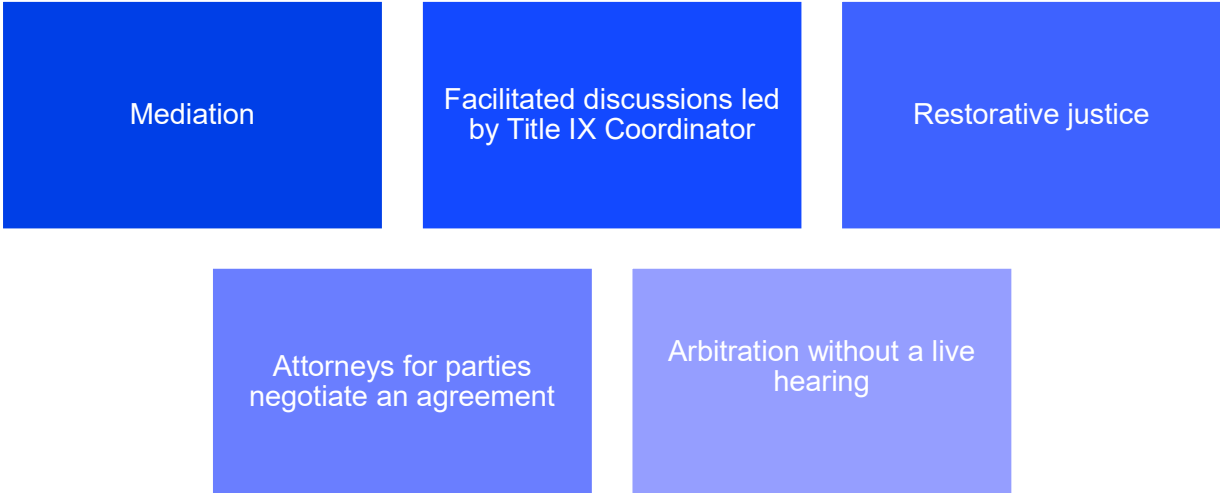 Mediation
Facilitated discussions led
by Title IX Coordinator
Restorative justice
Attorneys for parties
negotiate an agreement
Arbitration without a live
hearing